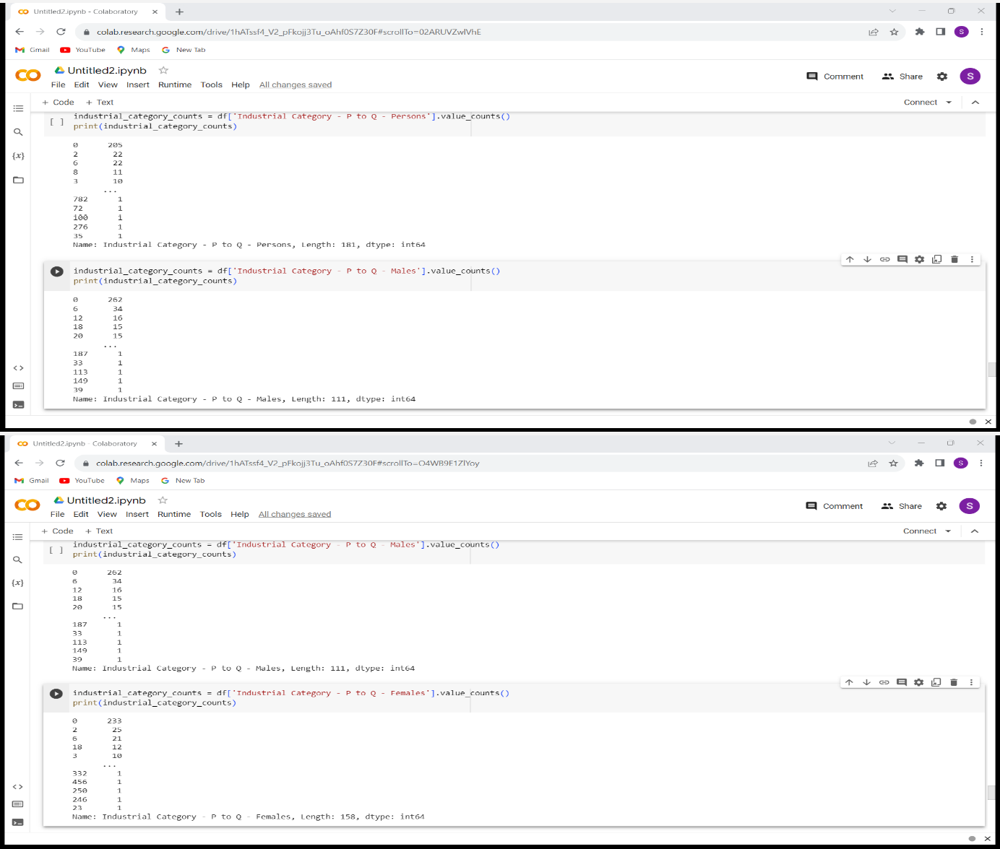 Untitled2.ipynb - Colaboratory
colab.research.google.com/drive/1hATssf4_V2_pFkojj3Tu_oAhf0S7Z30F#scrollTo=02ARUVZwlVhE
S
Gmail YouTube Maps New Tab
Untitled2.ipynb
Comment Share S
File Edit View Insert Runtime Tools Help All changes saved
+ Code + Text Connect
[ ] industrial_category_counts = df['Industrial Category - P to Q - Persons'].value_counts()
print(industrial_category_counts)
0 205
2 22
6 22
8 11
3 10
...
782 1
72 1
100 1
276 1
35 1
Name: Industrial Category - P to Q - Persons, Length: 181, dtype: int64
industrial_category_counts = df['Industrial Category - P to Q - Males'].value_counts()
print(industrial_category_counts)
0 262
6 34
12 16
18 15
20 15
...
187 1
33 1
113 1
149 1
39 1
Name: Industrial Category - P to Q - Males, Length: 111, dtype: int64
Untitled2.ipynb - Colaboratory
colab.research.google.com/drive/1hATssf4_V2_pFkojj3Tu_oAhf0S7Z30F#scrollTo=O4WB9E1ZlYoy
S
Gmail YouTube Maps New Tab
Untitled2.ipynb
Comment Share S
File Edit View Insert Runtime Tools Help All changes saved
+ Code + Text Connect
[ ] industrial_category_counts = df['Industrial Category - P to Q - Males'].value_counts()
print(industrial_category_counts)
0 262
6 34
12 16
18 15
20 15
...
187 1
33 1
113 1
149 1
39 1
Name: Industrial Category - P to Q - Males, Length: 111, dtype: int64
industrial_category_counts = df['Industrial Category - P to Q - Females'].value_counts()
print(industrial_category_counts)
0 233
2 25
6 21
18 12
3 10
...
332 1
456 1
250 1
246 1
23 1
Name: Industrial Category - P to Q - Females, Length: 158, dtype: int64